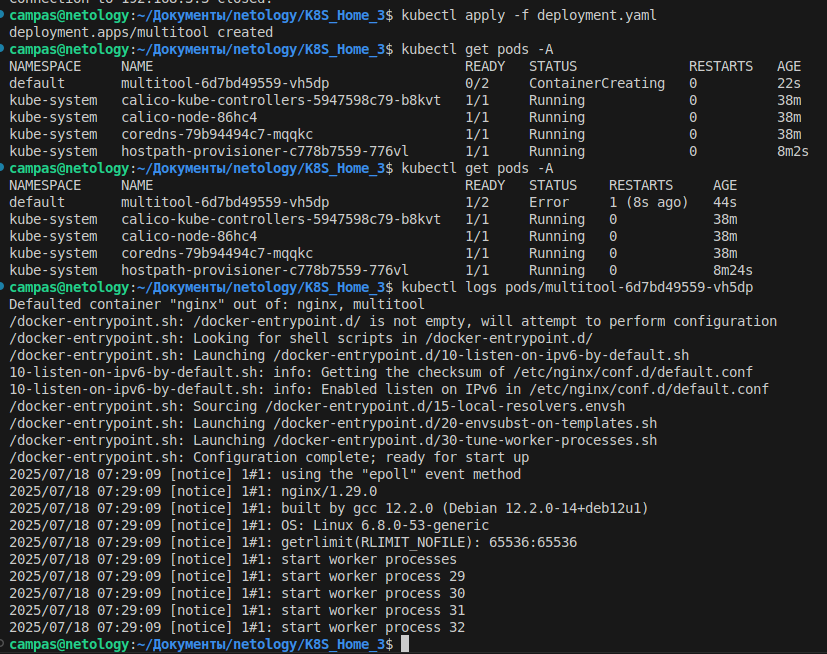 connection to 192.168.3.3 closed.
campas@netology:~/Документы/netology/K8S_Home_3$ kubectl apply -f deployment.yaml
deployment.apps/multitool created
campas@netology:~/Документы/netology/K8S_Home_3$ kubectl get pods -A
NAMESPACE NAME READY STATUS RESTARTS AGE
default multitool-6d7bd49559-vh5dp 0/2 ContainerCreating 0 22s
kube-system calico-kube-controllers-5947598c79-b8kvt 1/1 Running 0 38m
kube-system calico-node-86hc4 1/1 Running 0 38m
kube-system coredns-79b94494c7-mqqkc 1/1 Running 0 38m
kube-system hostpath-provisioner-c778b7559-776vl 1/1 Running 0 8m2s
campas@netology:~/Документы/netology/K8S_Home_3$ kubectl get pods -A
NAMESPACE NAME READY STATUS RESTARTS AGE
default multitool-6d7bd49559-vh5dp 1/2 Error 1 (8s ago) 44s
kube-system calico-kube-controllers-5947598c79-b8kvt 1/1 Running 0 38m
kube-system calico-node-86hc4 1/1 Running 0 38m
kube-system coredns-79b94494c7-mqqkc 1/1 Running 0 38m
kube-system hostpath-provisioner-c778b7559-776vl 1/1 Running 0 8m24s
campas@netology:~/Документы/netology/K8S_Home_3$ kubectl logs pods/multitool-6d7bd49559-vh5dp
Defaulted container "nginx" out of: nginx, multitool
/docker-entrypoint.sh: /docker-entrypoint.d/ is not empty, will attempt to perform configuration
/docker-entrypoint.sh: Looking for shell scripts in /docker-entrypoint.d/
/docker-entrypoint.sh: Launching /docker-entrypoint.d/10-listen-on-ipv6-by-default.sh
10-listen-on-ipv6-by-default.sh: info: Getting the checksum of /etc/nginx/conf.d/default.conf
10-listen-on-ipv6-by-default.sh: info: Enabled listen on IPv6 in /etc/nginx/conf.d/default.conf
/docker-entrypoint.sh: Sourcing /docker-entrypoint.d/15-local-resolvers.envsh
/docker-entrypoint.sh: Launching /docker-entrypoint.d/20-envsubst-on-templates.sh
/docker-entrypoint.sh: Launching /docker-entrypoint.d/30-tune-worker-processes.sh
/docker-entrypoint.sh: Configuration complete; ready for start up
2025/07/18 07:29:09 [notice] 1#1: using the "epoll" event method
2025/07/18 07:29:09 [notice] 1#1: nginx/1.29.0
2025/07/18 07:29:09 [notice] 1#1: built by gcc 12.2.0 (Debian 12.2.0-14+deb12u1)
2025/07/18 07:29:09 [notice] 1#1: OS: Linux 6.8.0-53-generic
2025/07/18 07:29:09 [notice] 1#1: getrlimit(RLIMIT_NOFILE): 65536:65536
2025/07/18 07:29:09 [notice] 1#1: start worker processes
2025/07/18 07:29:09 [notice] 1#1: start worker process 29
2025/07/18 07:29:09 [notice] 1#1: start worker process 30
2025/07/18 07:29:09 [notice] 1#1: start worker process 31
2025/07/18 07:29:09 [notice] 1#1: start worker process 32
campas@netology:~/Документы/netology/K8S_Home_3$